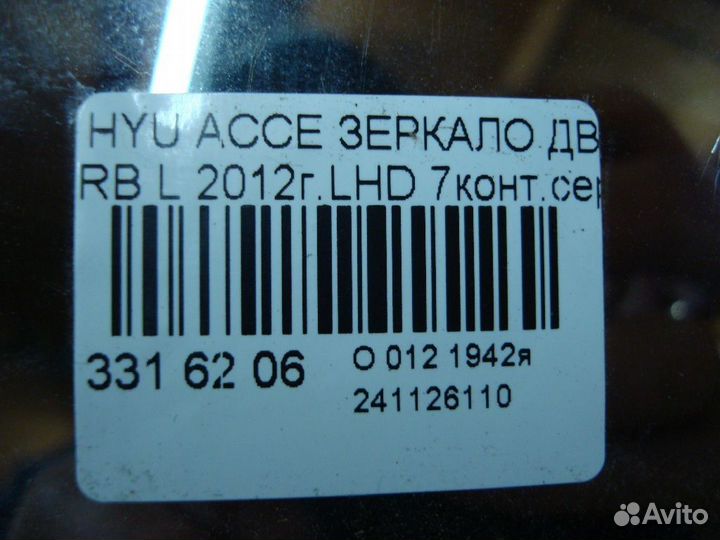 HYU ACCE ЗЕРКАЛО ДВ
RB L 2012г.LHD 7конт.сер
331 62 06
О 012 1942я
241126110
Avito